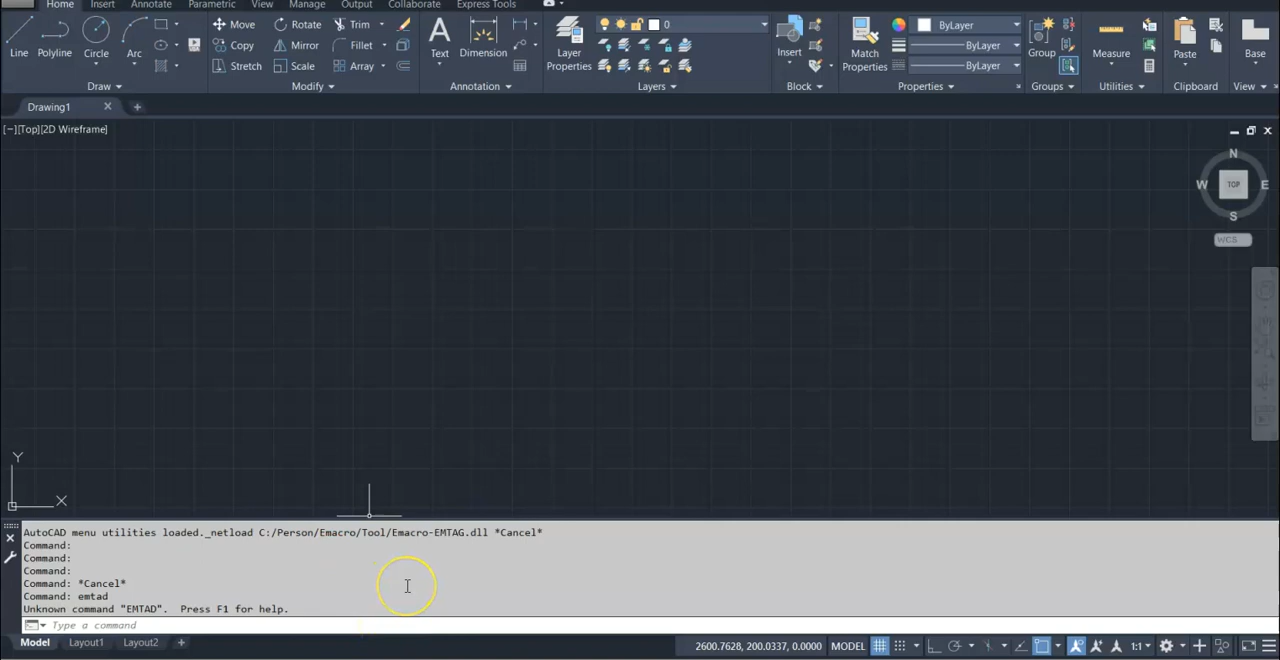 Home Insert Annotate Parametric View Manage Output Collaborate Express Tools
Line Polyline Circle Arc
Move Rotate Trim
Copy Mirror Fillet
Stretch Scale Array
Text Dimension
Layer Properties
0
Insert
Match Properties
ByLayer
ByLayer
ByLayer
Group
Measure
Paste
Base
Draw Modify Annotation Layers Block Properties Groups Utilities Clipboard View
Drawing1
[−][Top][2D Wireframe]
N
W TOP E
S
WCS
Y
X
AutoCAD menu utilities loaded._netload C:/Person/Emacro/Tool/Emacro-EMTAG.dll *Cancel*
Command:
Command:
Command:
Command: *Cancel*
Command: emtad
Unknown command "EMTAD".  Press F1 for help.
Type a command
Model Layout1 Layout2
2600.7628, 200.0337, 0.0000 MODEL 1:1